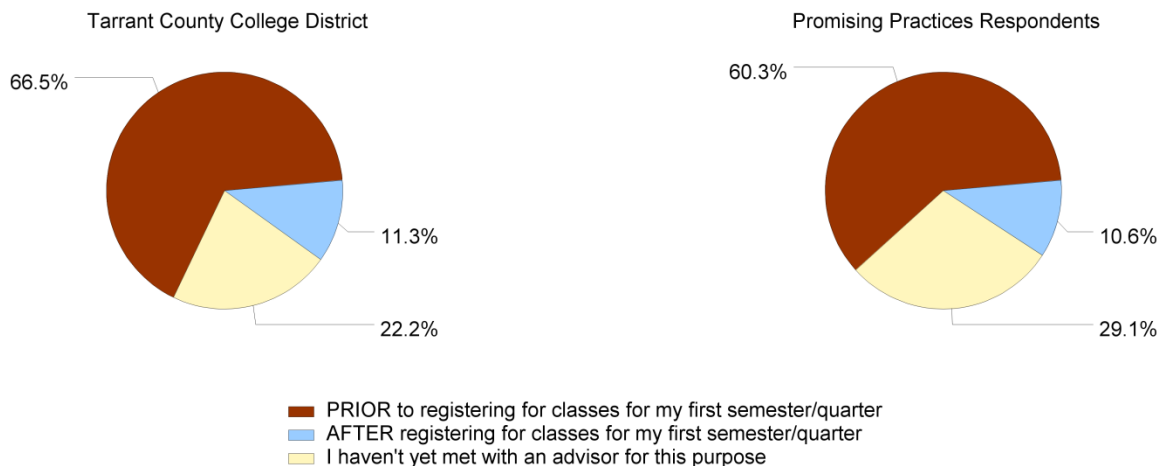 Tarrant County College District
Promising Practices Respondents
66.5%
11.3%
22.2%
60.3%
10.6%
29.1%
PRIOR to registering for classes for my first semester/quarter
AFTER registering for classes for my first semester/quarter
I haven't yet met with an advisor for this purpose